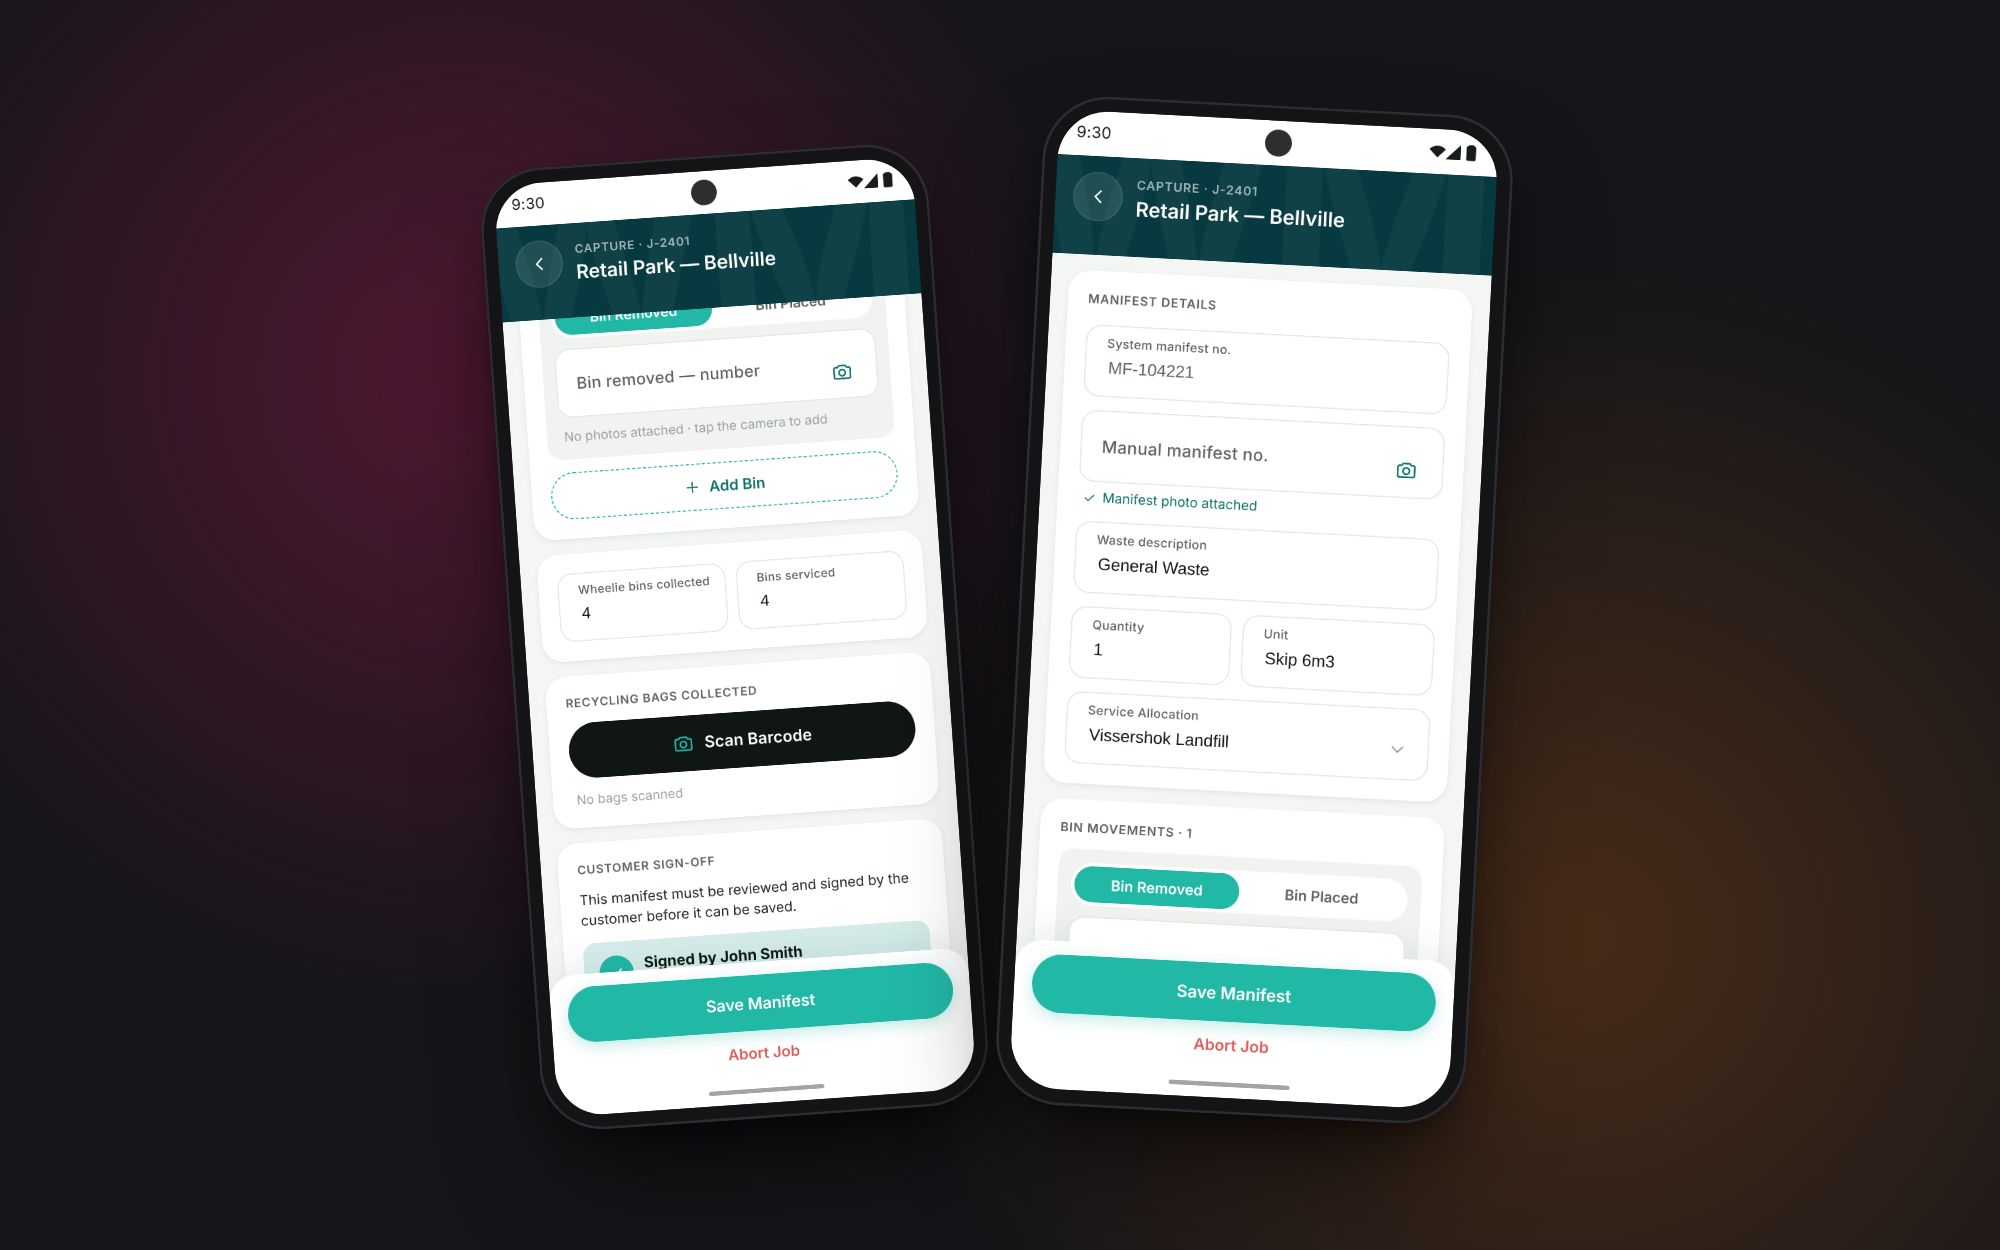 9:30
CAPTURE · J-2401
Retail Park — Bellville
Bin Removed
Bin Placed
Bin removed — number
No photos attached · tap the camera to add
+ Add Bin
Wheelie bins collected
4
Bins serviced
4
RECYCLING BAGS COLLECTED
Scan Barcode
No bags scanned
CUSTOMER SIGN-OFF
This manifest must be reviewed and signed by the
customer before it can be saved.
Signed by John Smith
Save Manifest
Abort Job
9:30
CAPTURE · J-2401
Retail Park — Bellville
MANIFEST DETAILS
System manifest no.
MF-104221
Manual manifest no.
Manifest photo attached
Waste description
General Waste
Quantity
1
Unit
Skip 6m3
Service Allocation
Vissershok Landfill
BIN MOVEMENTS · 1
Bin Removed
Bin Placed
Save Manifest
Abort Job